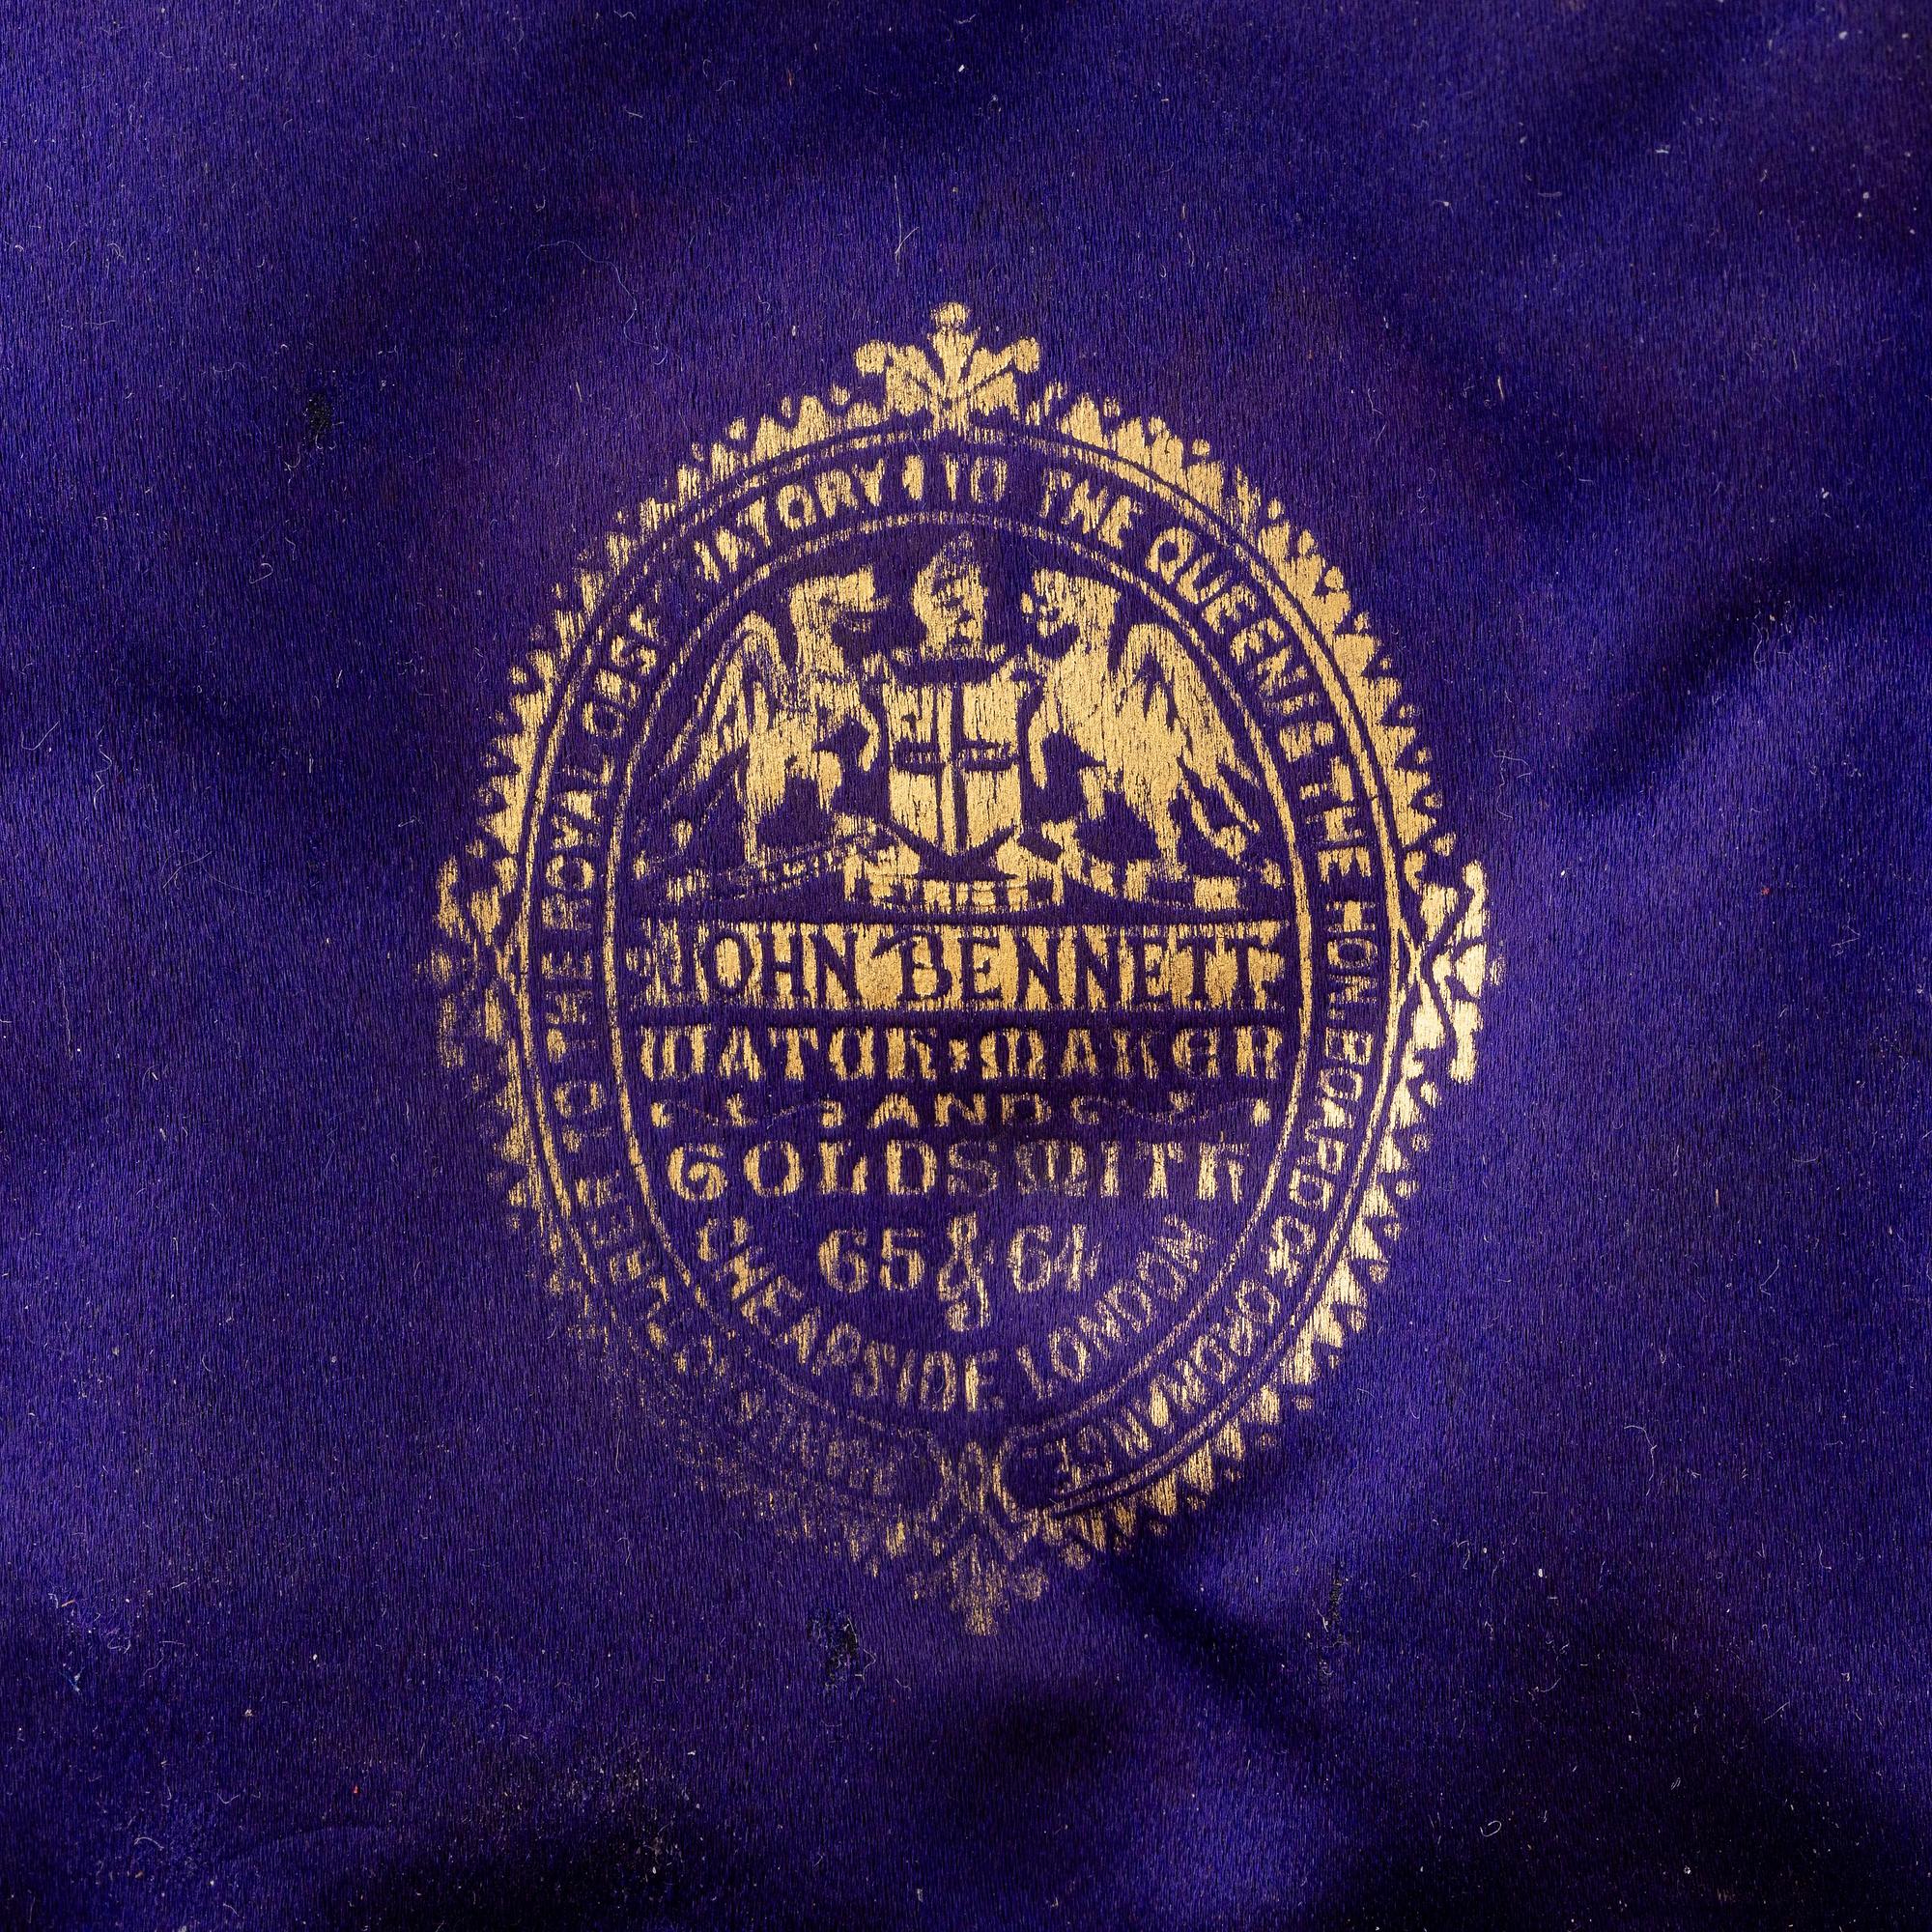 TO THE ROYAL OBSERVATORY TO THE QUEEN & THE HON. BOARD OF ORDNANCE
JOHN BENNETT
WATCH MAKER
AND
GOLDSMITH
65 & 64
CHEAPSIDE LONDON